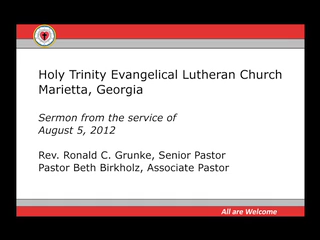 Holy Trinity Evangelical Lutheran Church
Marietta, Georgia
Sermon from the service of
August 5, 2012
Rev. Ronald C. Grunke, Senior Pastor
Pastor Beth Birkholz, Associate Pastor
All are Welcome